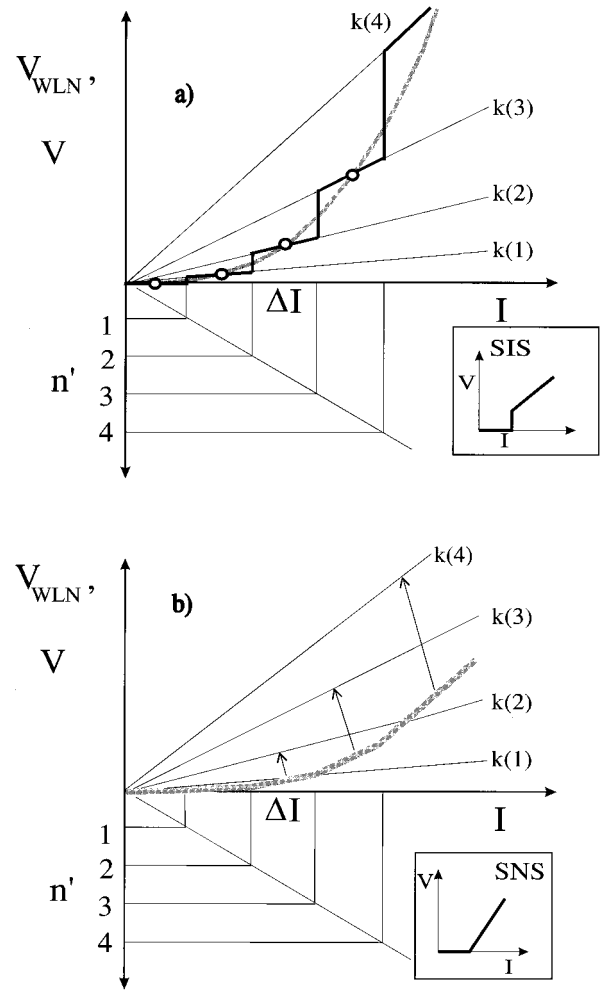 k(4)
V_WLN ,
a)
k(3)
V
k(2)
k(1)
ΔI
I
1
SIS
2
V
n'
3
I
4
k(4)
V_WLN ,
b)
k(3)
V
k(2)
k(1)
ΔI
I
1
2
SNS
V
n'
3
4
I